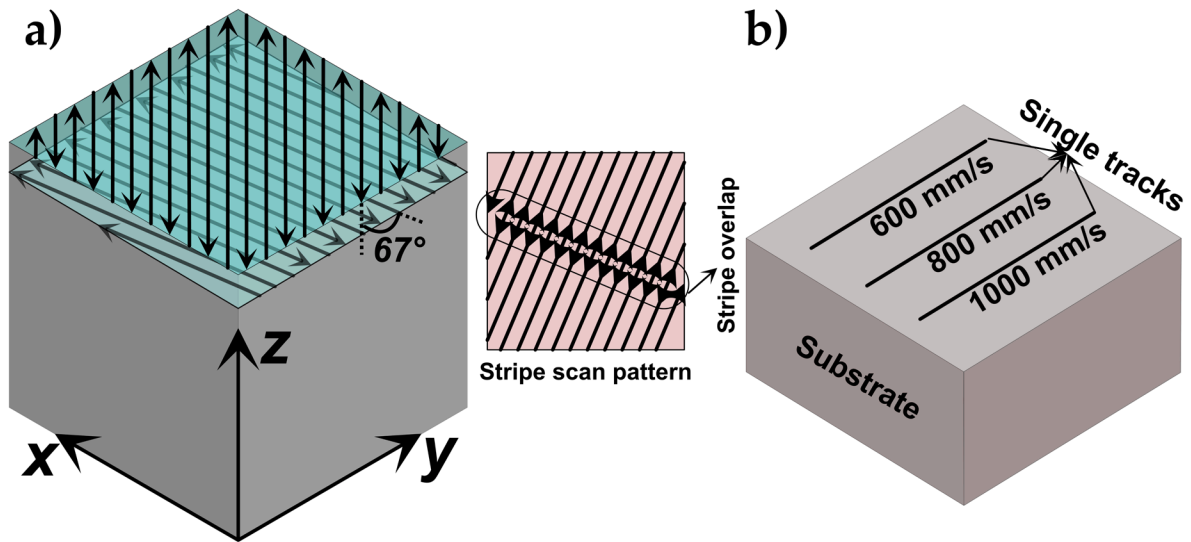 a)
67°
z
x
y
Stripe scan pattern
Stripe overlap
b)
Single tracks
600 mm/s
800 mm/s
1000 mm/s
Substrate